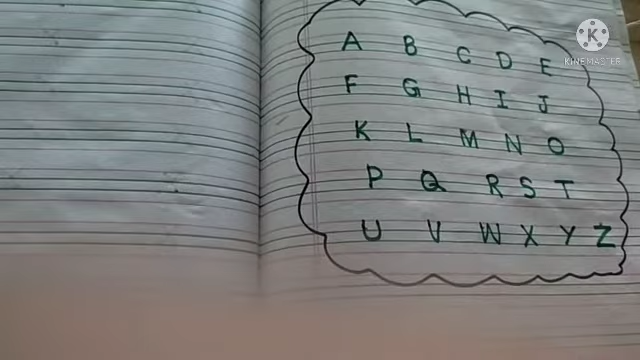 A B C D E
F G H I J
K L M N O
P Q R S T
U V W X Y Z
K
KINEMASTER